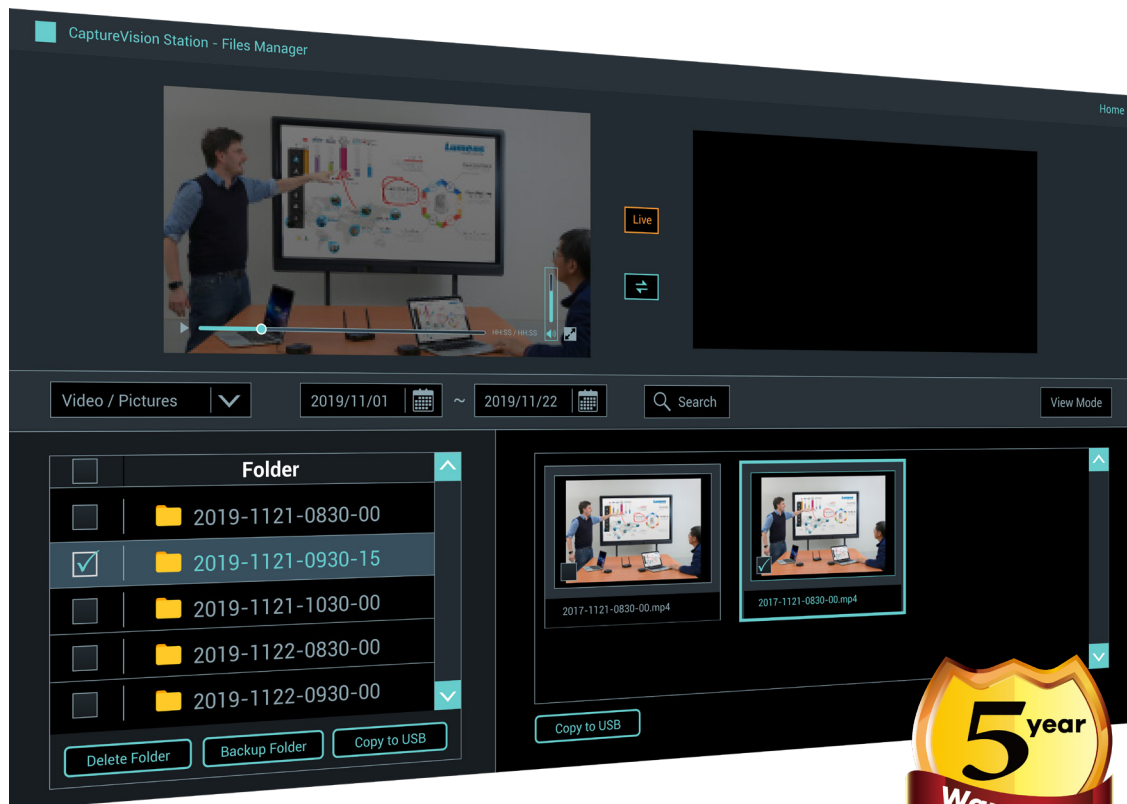 CaptureVision Station - Files Manager
Home
Lumens
Live
HH:SS / HH:SS
Video / Pictures
2019/11/01
~
2019/11/22
Search
View Mode
Folder
2019-1121-0830-00
2019-1121-0930-15
2019-1121-1030-00
2019-1122-0830-00
2019-1122-0930-00
Delete Folder
Backup Folder
Copy to USB
2017-1121-0830-00.mp4
2017-1121-0830-00.mp4
Copy to USB
5 year